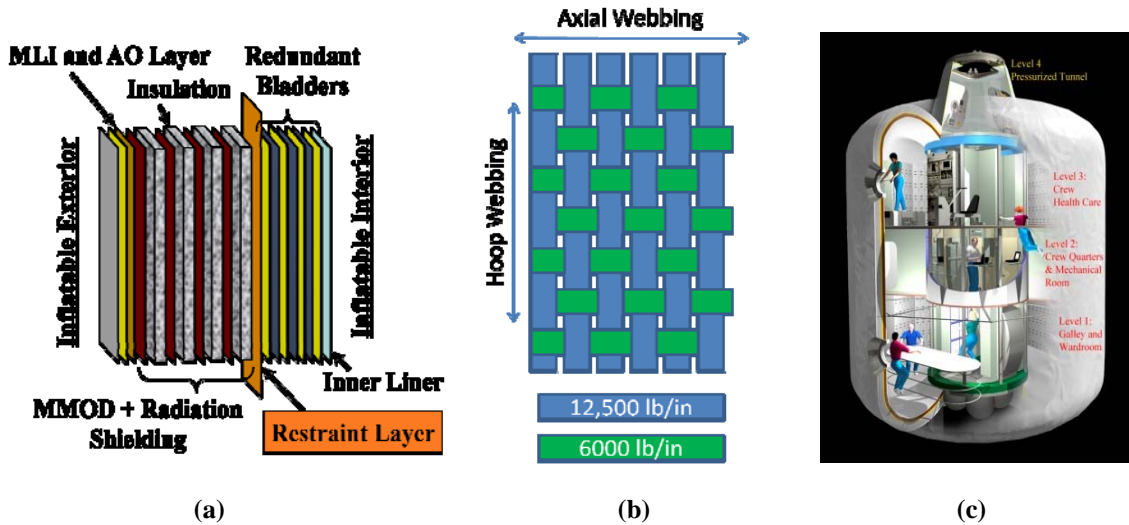 MLI and AO Layer
Insulation
Redundant
Bladders
Inflatable Exterior
Inflatable Interior
Inner Liner
MMOD + Radiation
Shielding
Restraint Layer
(a)
Axial Webbing
Hoop Webbing
12,500 lb/in
6000 lb/in
(b)
Level 4
Pressurized Tunnel
Level 3:
Crew
Health Care
Level 2:
Crew Quarters
& Mechanical
Room
Level 1:
Galley and
Wardroom
(c)